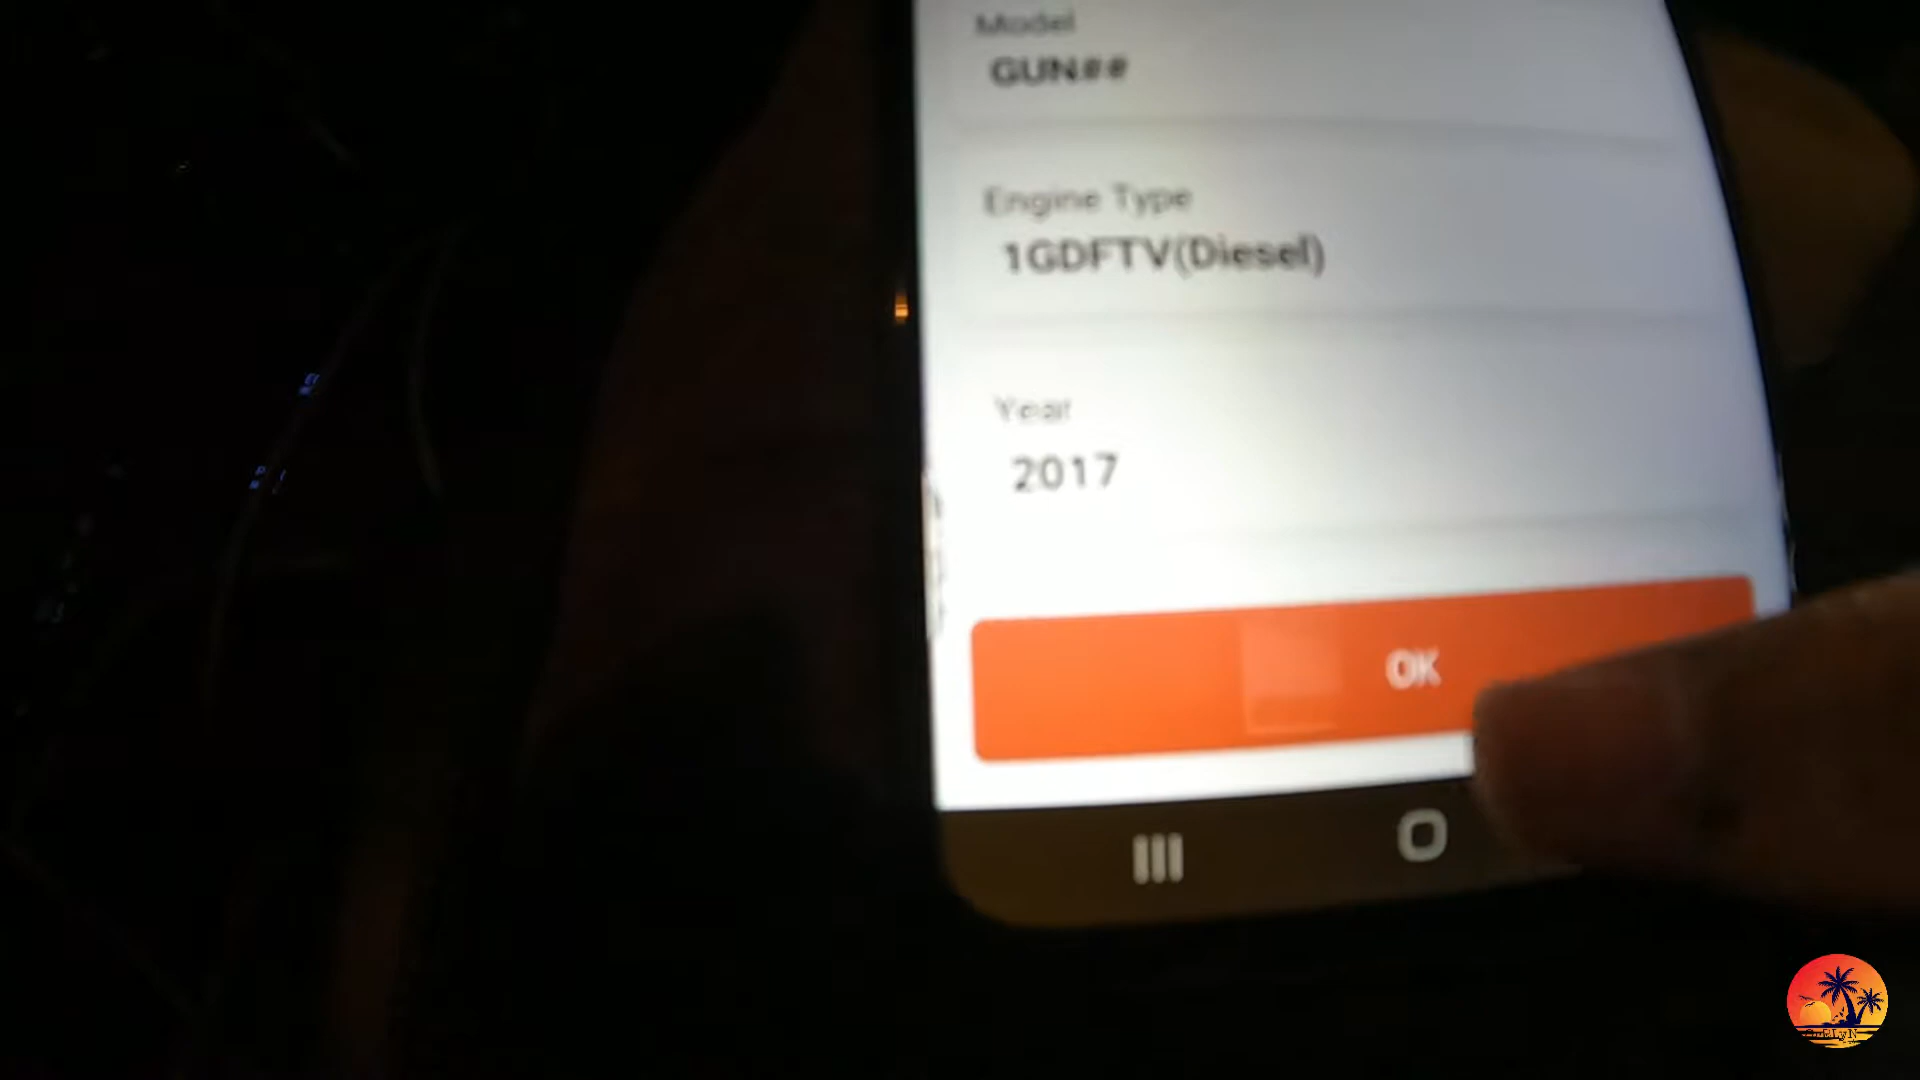 Model
GUN##
Engine Type
1GDFTV(Diesel)
Year
2017
OK